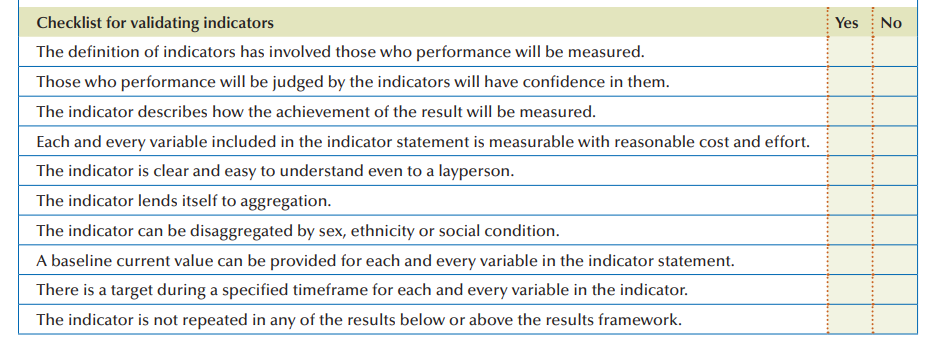 Checklist for validating indicators Yes No
The definition of indicators has involved those who performance will be measured.
Those who performance will be judged by the indicators will have confidence in them.
The indicator describes how the achievement of the result will be measured.
Each and every variable included in the indicator statement is measurable with reasonable cost and effort.
The indicator is clear and easy to understand even to a layperson.
The indicator lends itself to aggregation.
The indicator can be disaggregated by sex, ethnicity or social condition.
A baseline current value can be provided for each and every variable in the indicator statement.
There is a target during a specified timeframe for each and every variable in the indicator.
The indicator is not repeated in any of the results below or above the results framework.